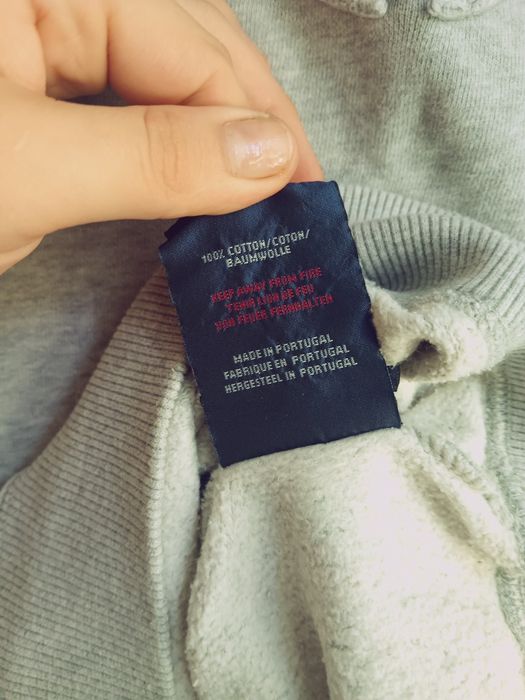 100% COTTON/COTON/
BAUMWOLLE
KEEP AWAY FROM FIRE
TENIR LION DE FEU
VON FEUER FERNHALTEN
MADE IN PORTUGAL
FABRIQUE EN PORTUGAL
HERGESTEEL IN PORTUGAL